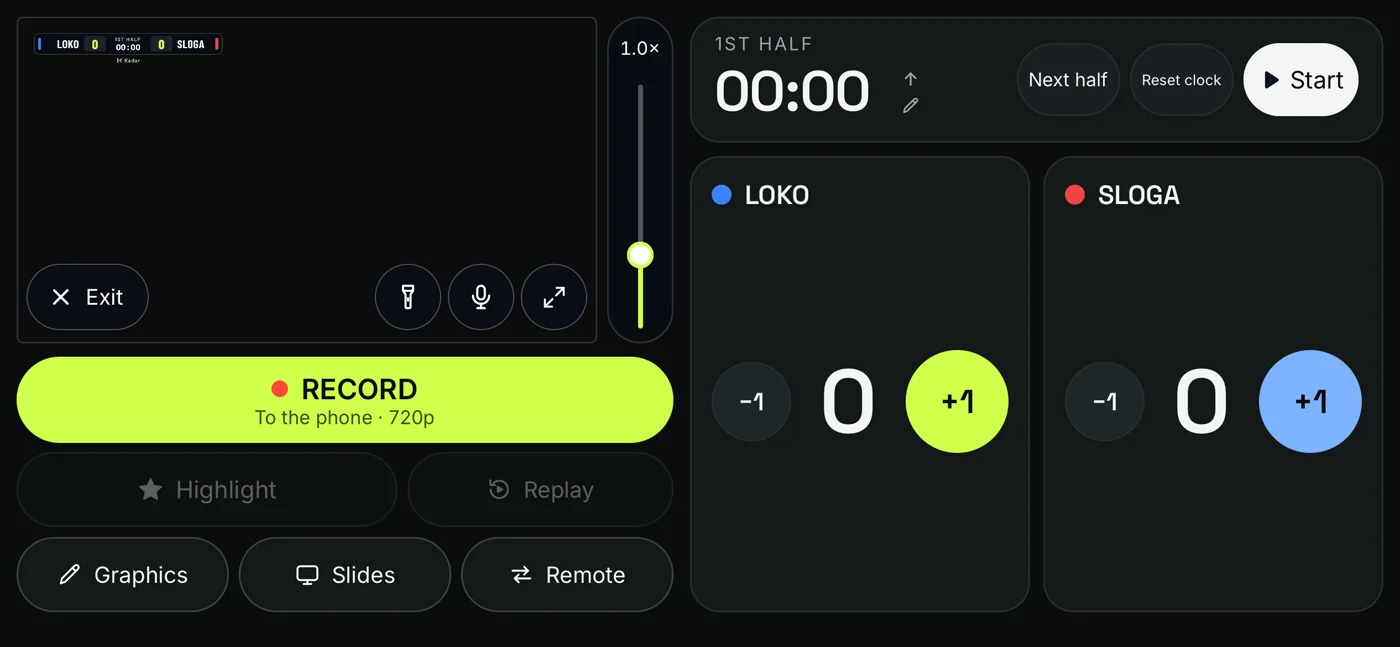 LOKO 0 1ST HALF 00:00 0 SLOGA
Kadar
1.0×
Exit
RECORD
To the phone · 720p
Highlight
Replay
Graphics
Slides
Remote
1ST HALF
00:00
Next half
Reset clock
Start
LOKO
−1 0 +1
SLOGA
−1 0 +1